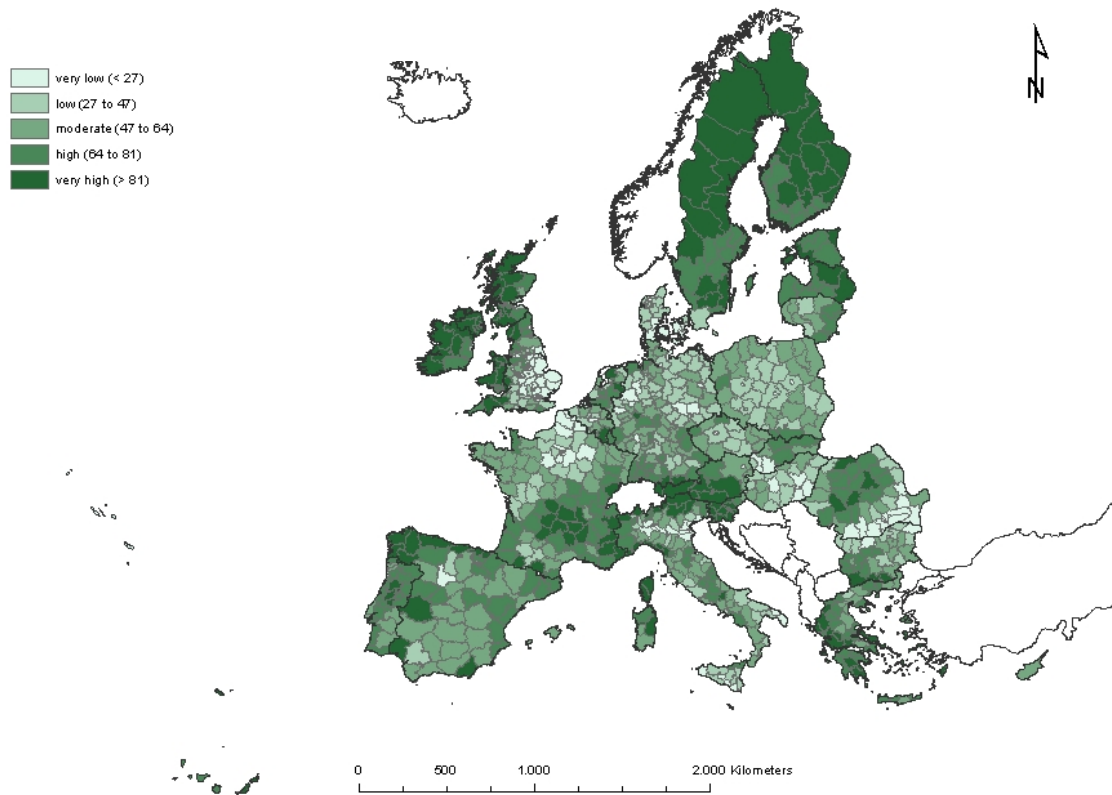 very low (< 27)
low (27 to 47)
moderate (47 to 64)
high (64 to 81)
very high (> 81)
N
0 500 1.000 2.000 Kilometers